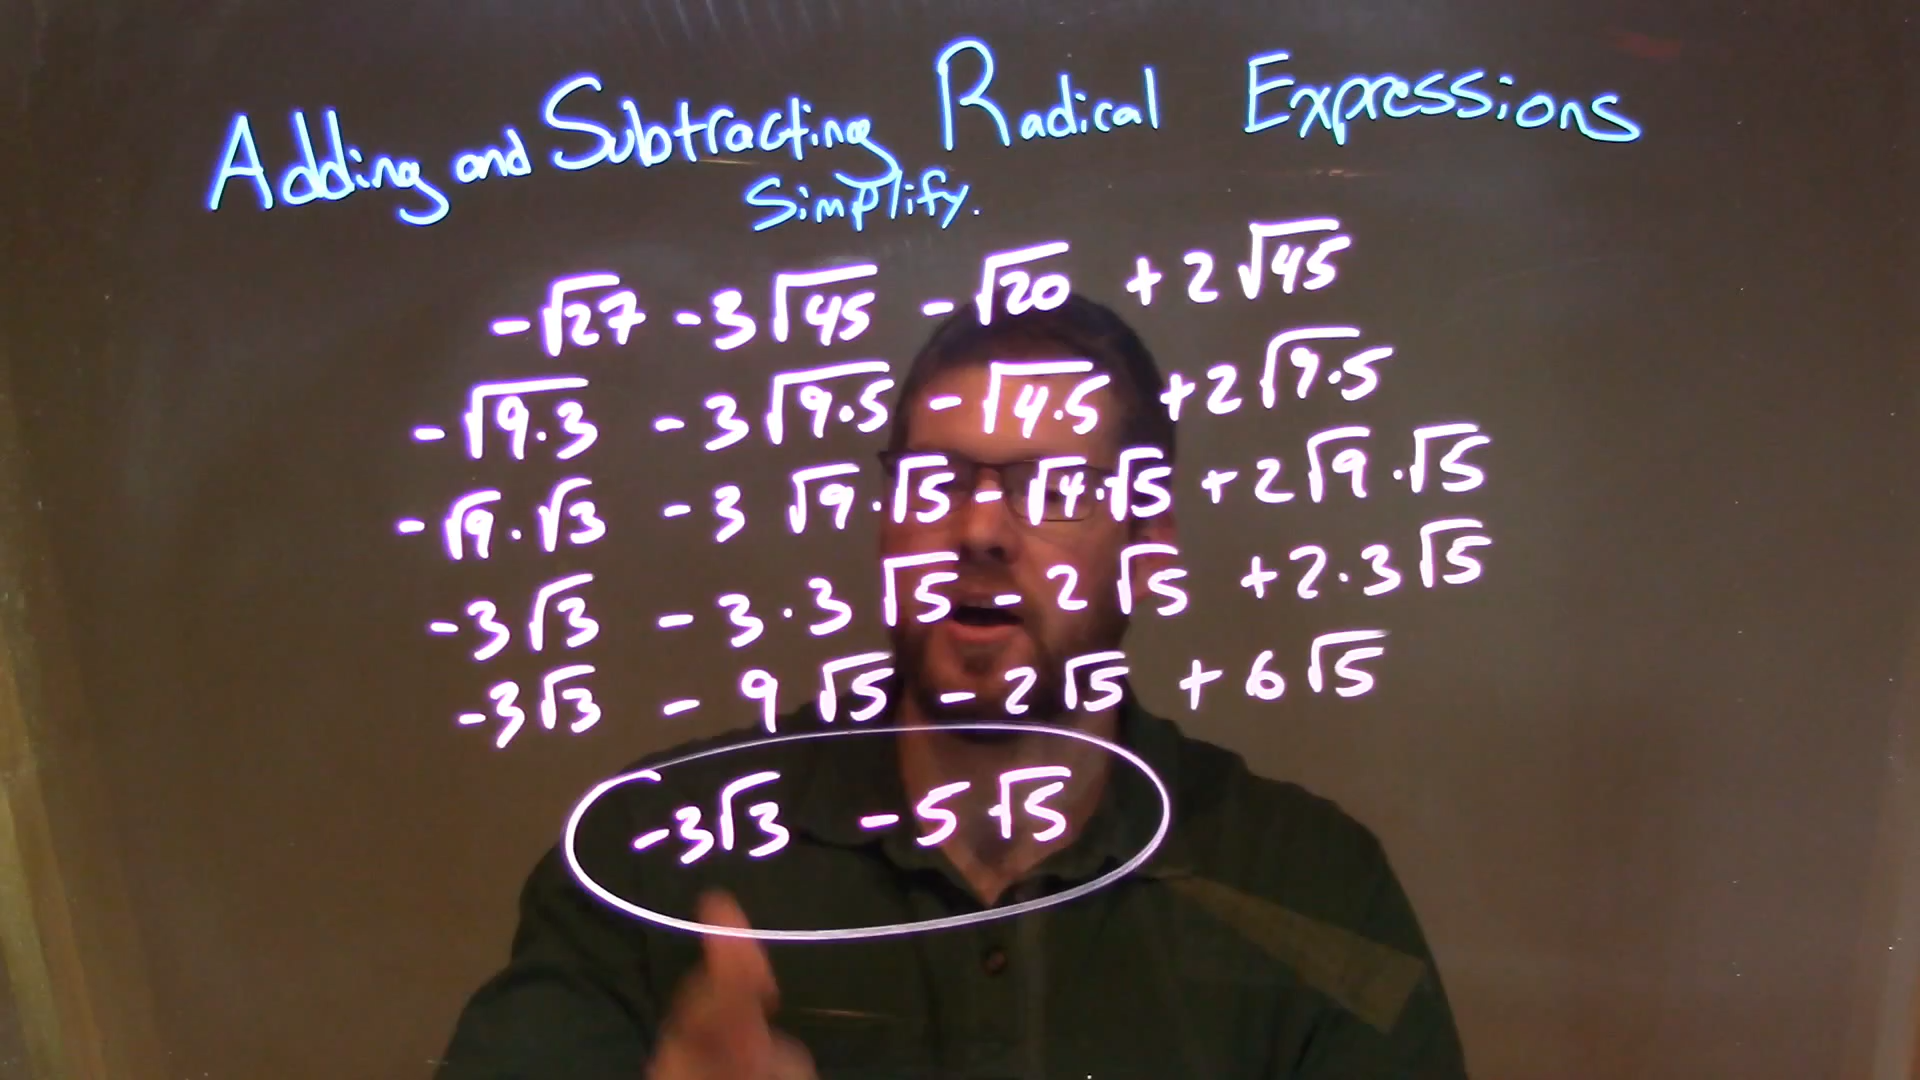 Adding and Subtracting Radical Expressions
Simplify.
-√27 -3√45 -√20 +2√45
-√9·3 -3√9·5 -√4·5 +2√9·5
-√9·√3 -3 √9·√5 -√4·√5 +2√9·√5
-3√3 -3·3√5 -2√5 +2·3√5
-3√3 -9√5 -2√5 +6√5
-3√3 -5√5